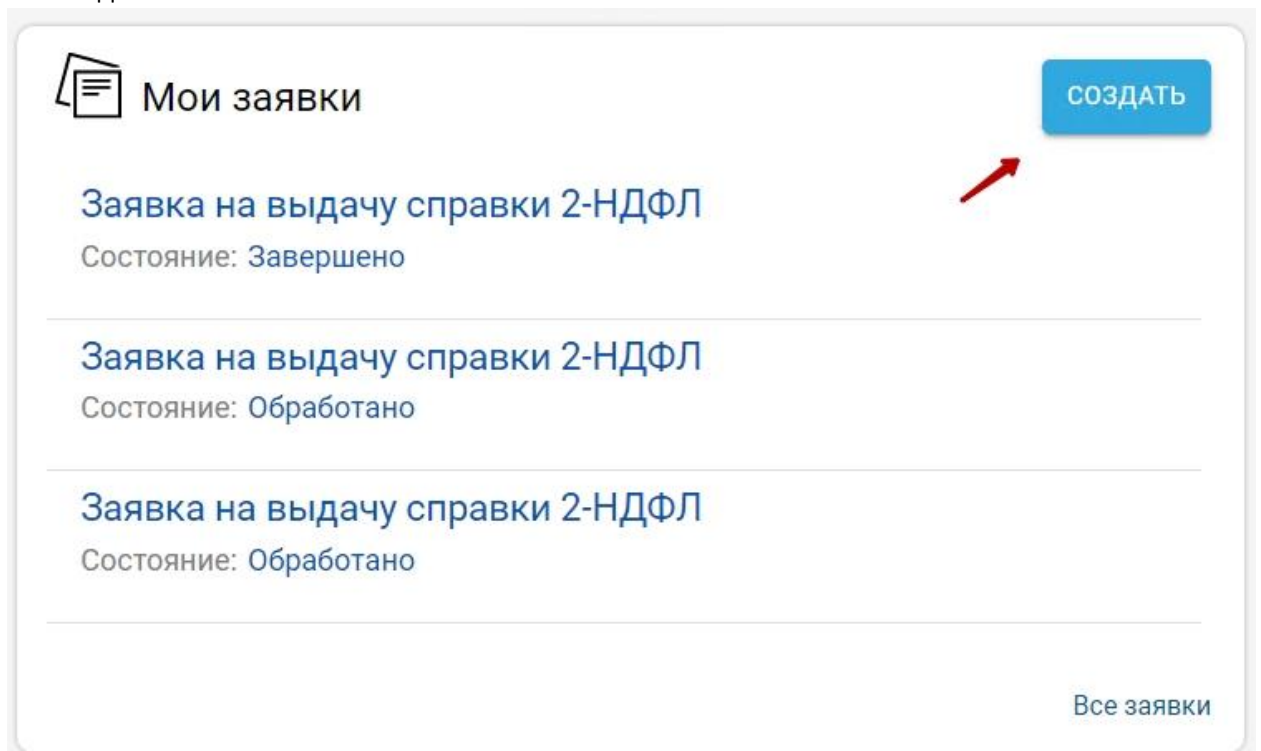 Мои заявки
СОЗДАТЬ
Заявка на выдачу справки 2-НДФЛ
Состояние: Завершено
Заявка на выдачу справки 2-НДФЛ
Состояние: Обработано
Заявка на выдачу справки 2-НДФЛ
Состояние: Обработано
Все заявки